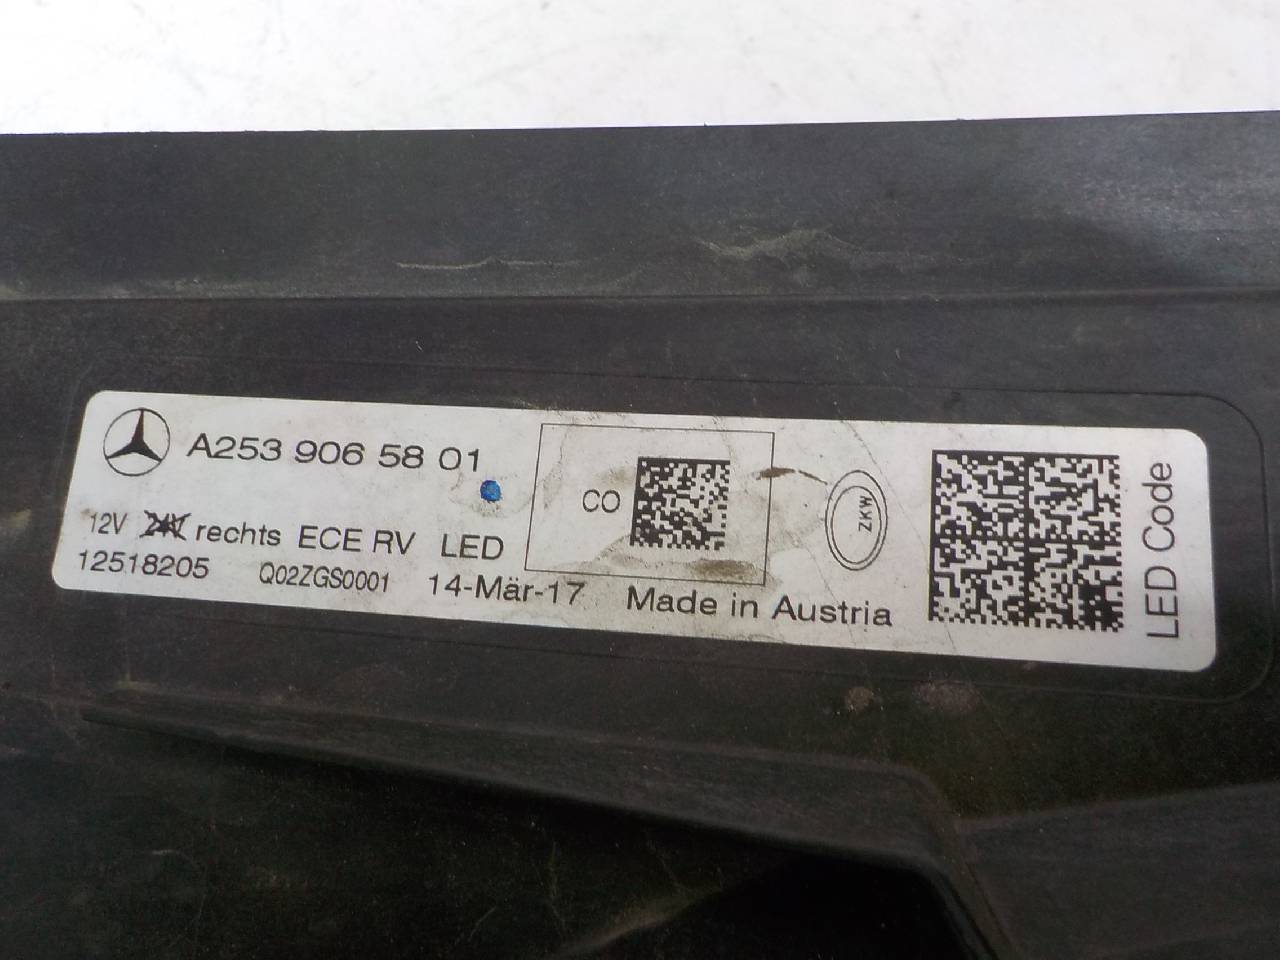 A253 906 58 01
12V 24V rechts ECE RV LED
12518205 Q02ZGS0001 14-Mär-17 Made in Austria
CO
ZKW
LED Code